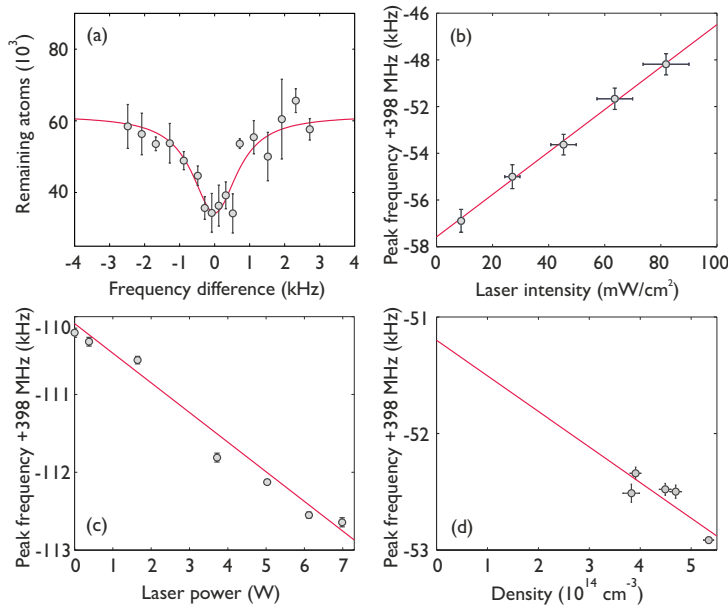 (a)
Remaining atoms (10³)
100
80
60
40
20
-4 -3 -2 -1 0 1 2 3 4
Frequency difference (kHz)
(b)
Peak frequency +398 MHz (kHz)
-46
-48
-50
-52
-54
-56
-58
0 20 40 60 80 100
Laser intensity (mW/cm²)
(c)
Peak frequency +398 MHz (kHz)
-110
-111
-112
-113
0 1 2 3 4 5 6 7
Laser power (W)
(d)
Peak frequency +398 MHz (kHz)
-51
-52
-53
0 1 2 3 4 5
Density (10¹⁴ cm⁻³)